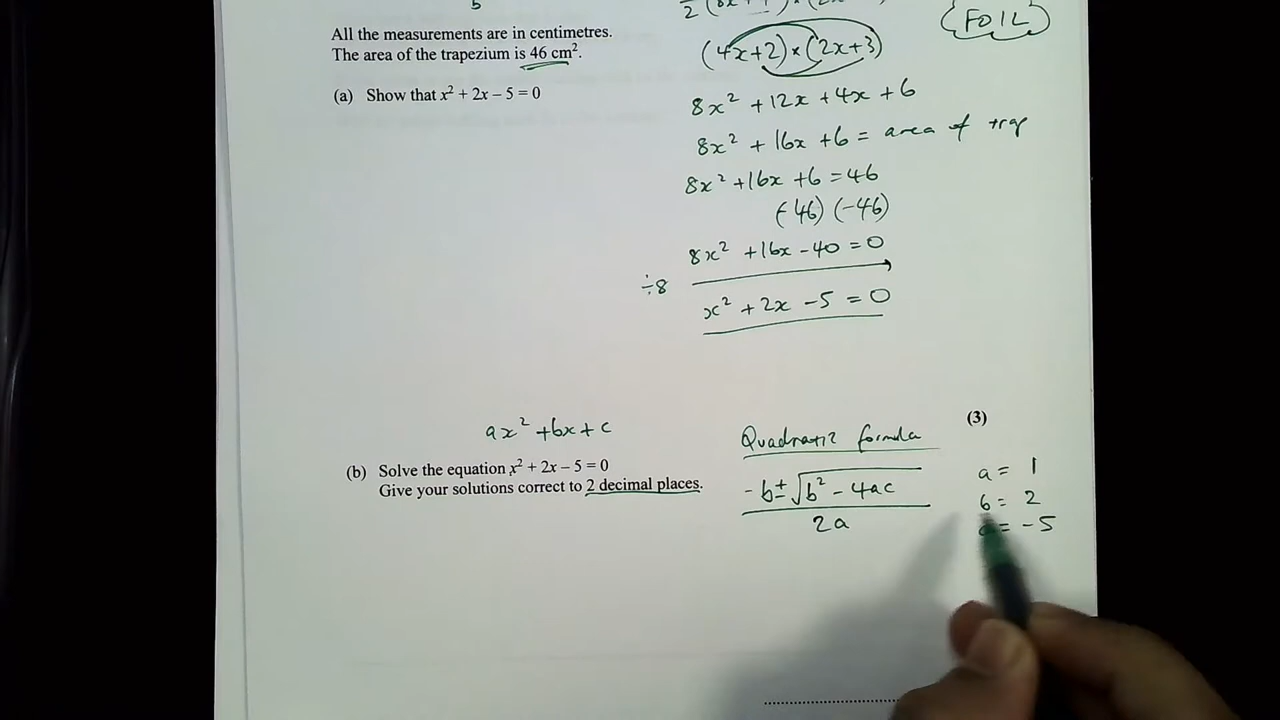 5
All the measurements are in centimetres.
The area of the trapezium is 46 cm².
(a) Show that x² + 2x – 5 = 0
FOIL
(4x+2) × (2x+3)
8x² + 12x + 4x + 6
8x² + 16x + 6 = area of trap
8x² + 16x + 6 = 46
(-46) (-46)
8x² + 16x - 40 = 0
÷8
x² + 2x - 5 = 0
(3)
ax² + bx + c
(b) Solve the equation x² + 2x – 5 = 0
Give your solutions correct to 2 decimal places.
Quadratic formula
-b ± √b² - 4ac
2a
a = 1
b = 2
= -5